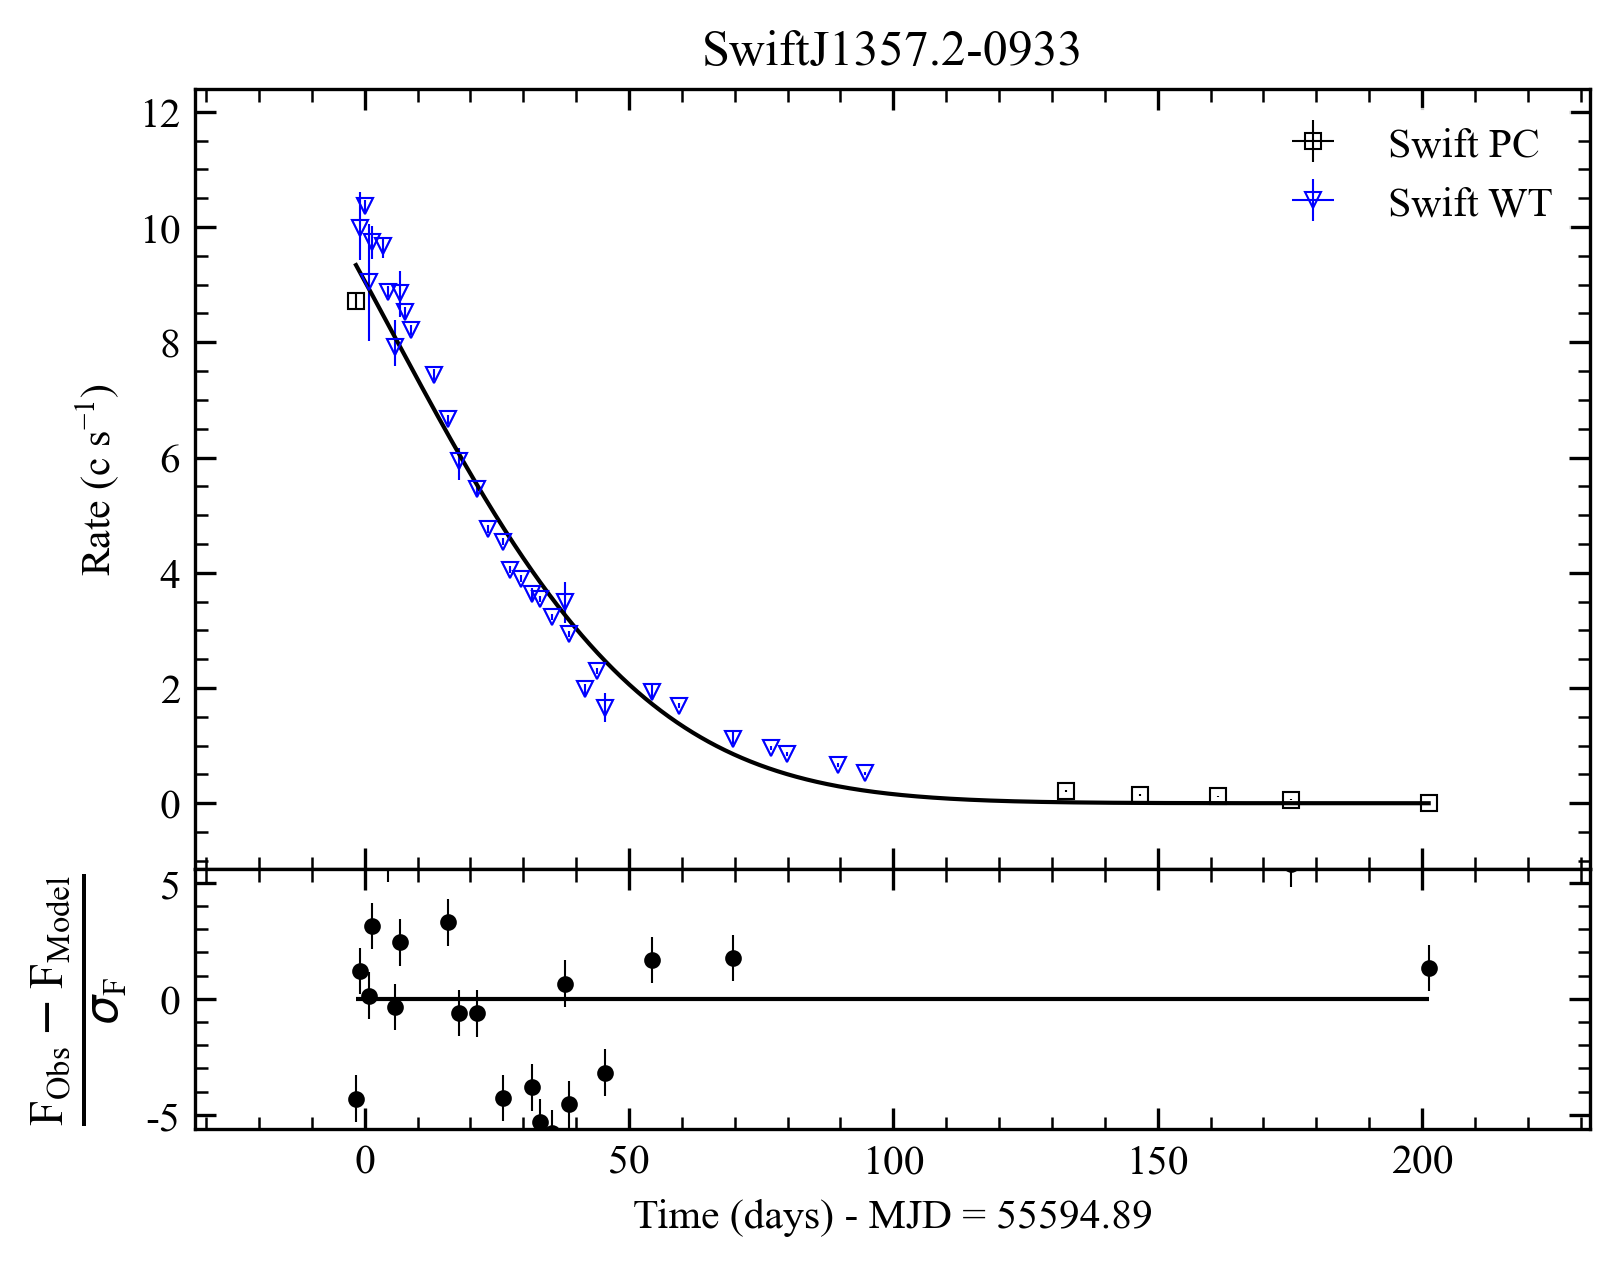 SwiftJ1357.2-0933
12
10
8
6
4
2
0
Rate (c s⁻¹)
Swift PC
Swift WT
5
0
-5
F_Obs − F_Model
σ_F
0 50 100 150 200
Time (days) - MJD = 55594.89